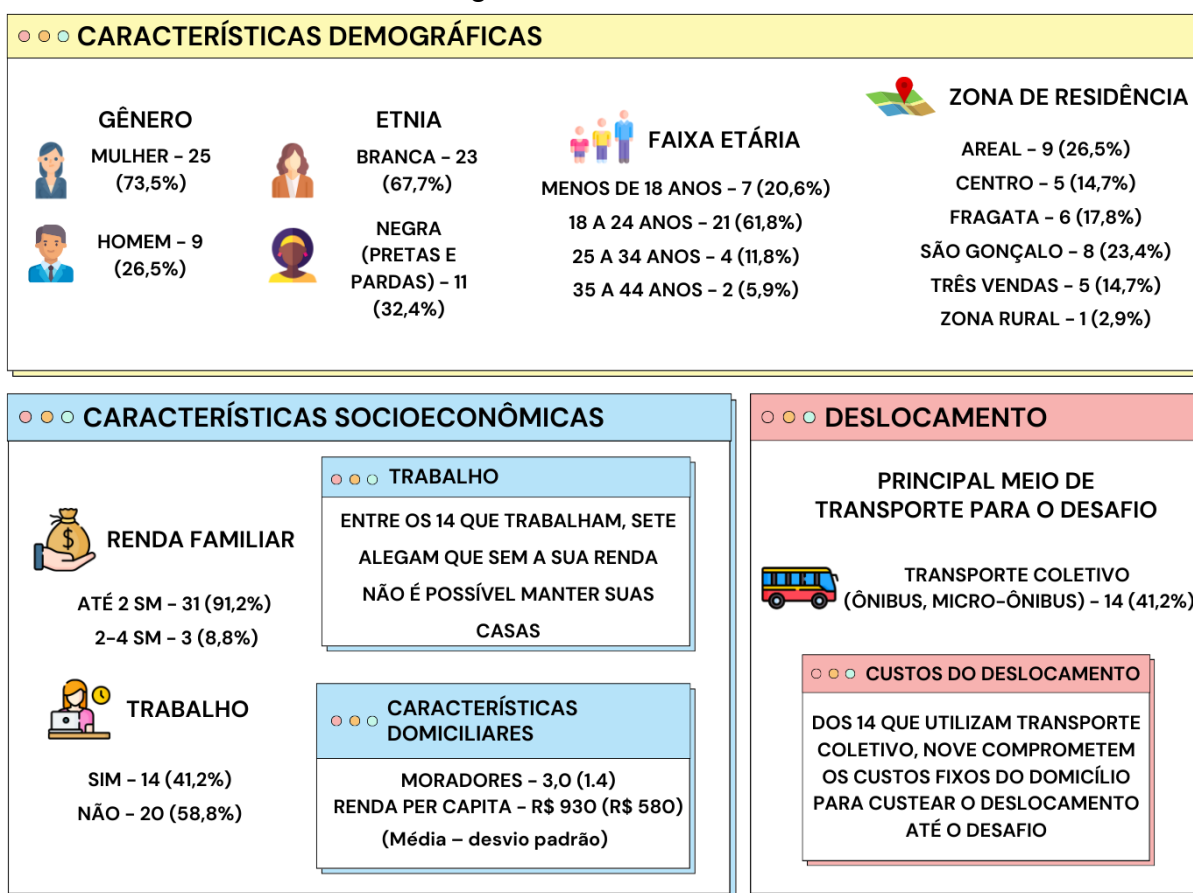 CARACTERÍSTICAS DEMOGRÁFICAS
GÊNERO
MULHER - 25
(73,5%)
HOMEM - 9
(26,5%)
ETNIA
BRANCA - 23
(67,7%)
NEGRA
(PRETAS E
PARDAS) - 11
(32,4%)
FAIXA ETÁRIA
MENOS DE 18 ANOS - 7 (20,6%)
18 A 24 ANOS - 21 (61,8%)
25 A 34 ANOS - 4 (11,8%)
35 A 44 ANOS - 2 (5,9%)
ZONA DE RESIDÊNCIA
AREAL - 9 (26,5%)
CENTRO - 5 (14,7%)
FRAGATA - 6 (17,8%)
SÃO GONÇALO - 8 (23,4%)
TRÊS VENDAS - 5 (14,7%)
ZONA RURAL - 1 (2,9%)
CARACTERÍSTICAS SOCIOECONÔMICAS
RENDA FAMILIAR
ATÉ 2 SM - 31 (91,2%)
2-4 SM - 3 (8,8%)
TRABALHO
SIM - 14 (41,2%)
NÃO - 20 (58,8%)
TRABALHO
ENTRE OS 14 QUE TRABALHAM, SETE
ALEGAM QUE SEM A SUA RENDA
NÃO É POSSÍVEL MANTER SUAS
CASAS
CARACTERÍSTICAS
DOMICILIARES
MORADORES - 3,0 (1.4)
RENDA PER CAPITA - R$ 930 (R$ 580)
(Média – desvio padrão)
DESLOCAMENTO
PRINCIPAL MEIO DE
TRANSPORTE PARA O DESAFIO
TRANSPORTE COLETIVO
(ÔNIBUS, MICRO-ÔNIBUS) - 14 (41,2%)
CUSTOS DO DESLOCAMENTO
DOS 14 QUE UTILIZAM TRANSPORTE
COLETIVO, NOVE COMPROMETEM
OS CUSTOS FIXOS DO DOMICÍLIO
PARA CUSTEAR O DESLOCAMENTO
ATÉ O DESAFIO